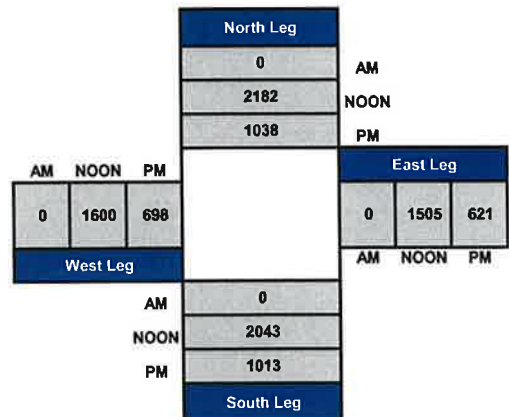 North Leg
0 AM
2182 NOON
1038 PM
AM NOON PM
East Leg
0 1600 698
0 1505 621
West Leg
AM NOON PM
AM 0
NOON 2043
PM 1013
South Leg